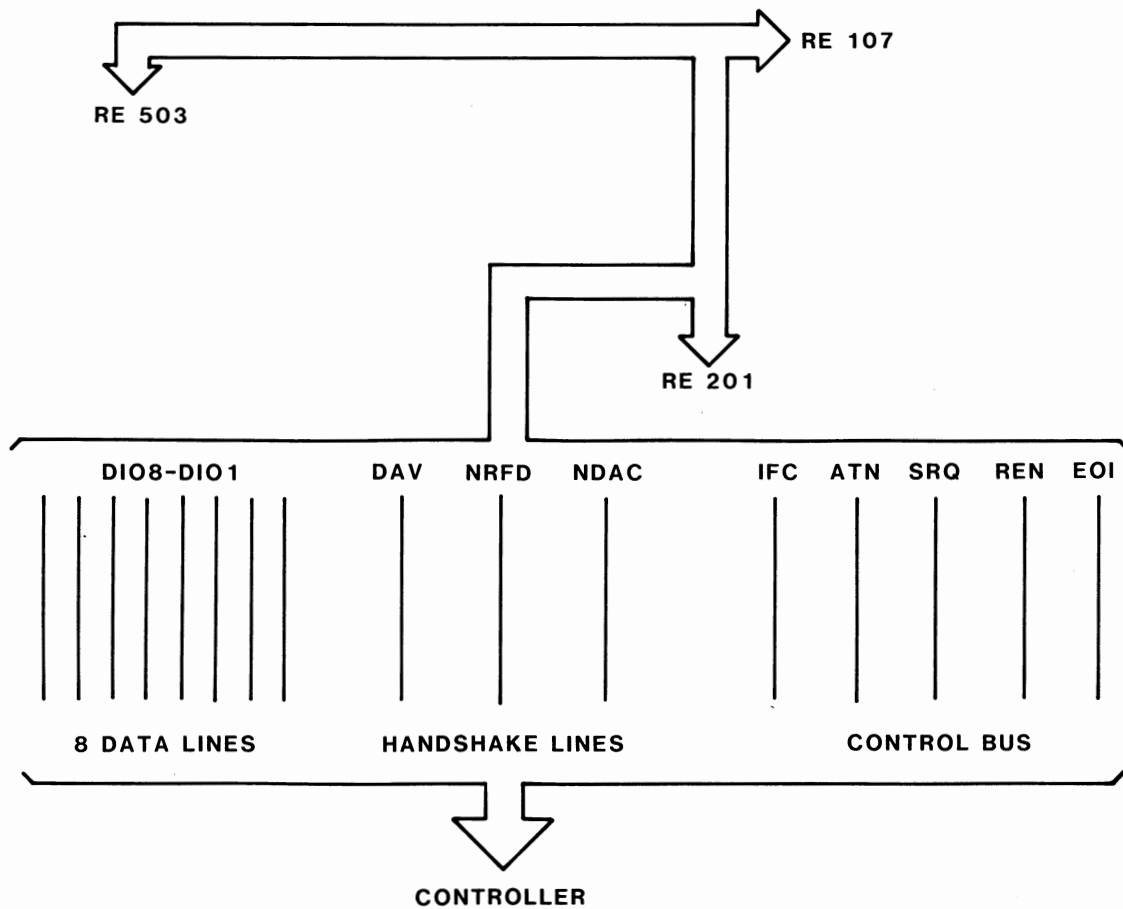 RE 107
RE 503
RE 201
DIO8-DIO1 DAV NRFD NDAC IFC ATN SRQ REN EOI
8 DATA LINES HANDSHAKE LINES CONTROL BUS
CONTROLLER